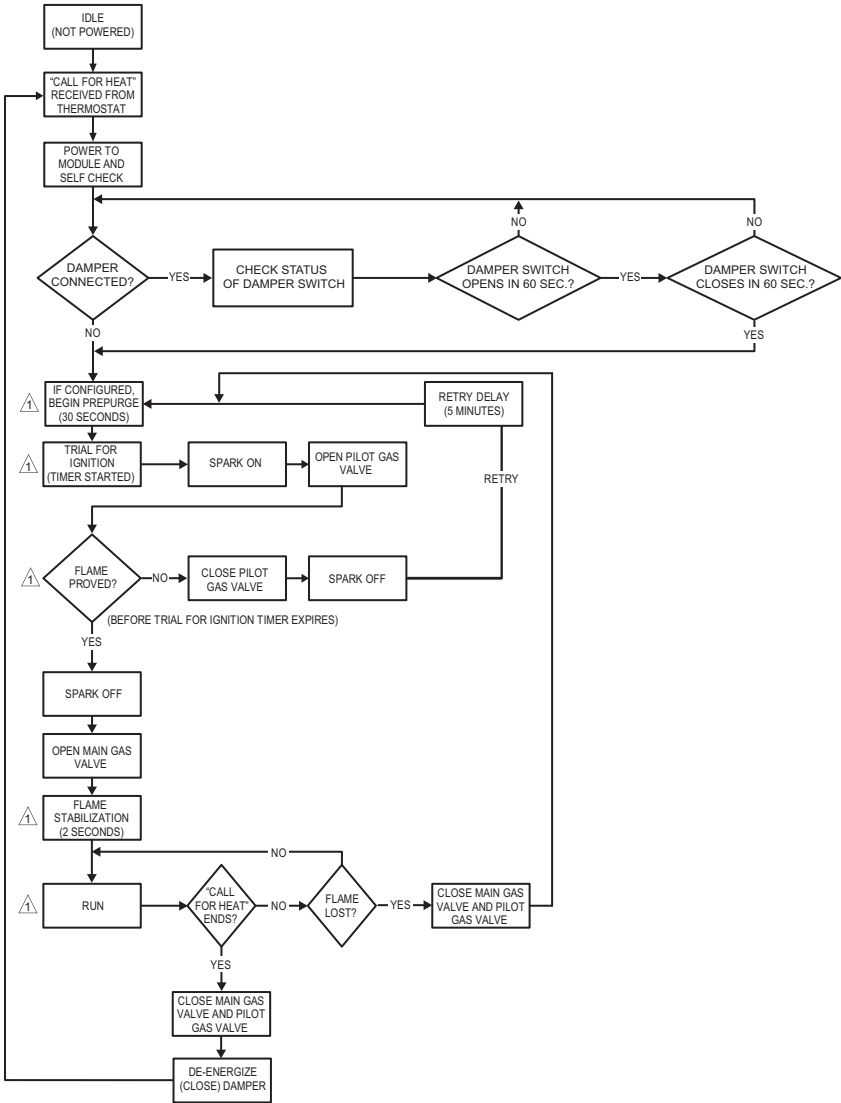 IDLE
(NOT POWERED)
“CALL FOR HEAT”
RECEIVED FROM
THERMOSTAT
POWER TO
MODULE AND
SELF CHECK
NO
NO
DAMPER
CONNECTED?
YES
CHECK STATUS
OF DAMPER SWITCH
DAMPER SWITCH
OPENS IN 60 SEC.?
YES
DAMPER SWITCH
CLOSES IN 60 SEC.?
NO
YES
1
IF CONFIGURED,
BEGIN PREPURGE
(30 SECONDS)
RETRY DELAY
(5 MINUTES)
1
TRIAL FOR
IGNITION
(TIMER STARTED)
SPARK ON
OPEN PILOT GAS
VALVE
RETRY
1
FLAME
PROVED?
NO
CLOSE PILOT
GAS VALVE
SPARK OFF
(BEFORE TRIAL FOR IGNITION TIMER EXPIRES)
YES
SPARK OFF
OPEN MAIN GAS
VALVE
1
FLAME
STABILIZATION
(2 SECONDS)
NO
1
RUN
“CALL
FOR HEAT”
ENDS?
NO
FLAME
LOST?
YES
CLOSE MAIN GAS
VALVE AND PILOT
GAS VALVE
YES
CLOSE MAIN GAS
VALVE AND PILOT
GAS VALVE
DE-ENERGIZE
(CLOSE) DAMPER